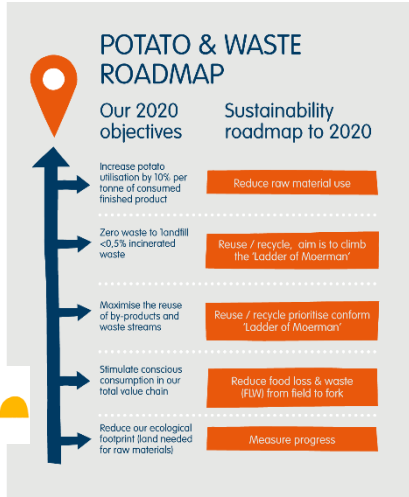 POTATO & WASTE
ROADMAP
Our 2020
objectives
Sustainability
roadmap to 2020
Increase potato
utilisation by 10% per
tonne of consumed
finished product
Reduce raw material use
Zero waste to 'landfill
<0,5% incinerated
waste
Reuse / recycle, aim is to climb
the 'Ladder of Moerman'
Maximise the reuse
of by-products and
waste streams
Reuse / recycle prioritise conform
'Ladder of Moerman'
Stimulate conscious
consumption in our
total value chain
Reduce food loss & waste
(FLW) from field to fork
Reduce our ecological
footprint (land needed
for raw materials)
Measure progress